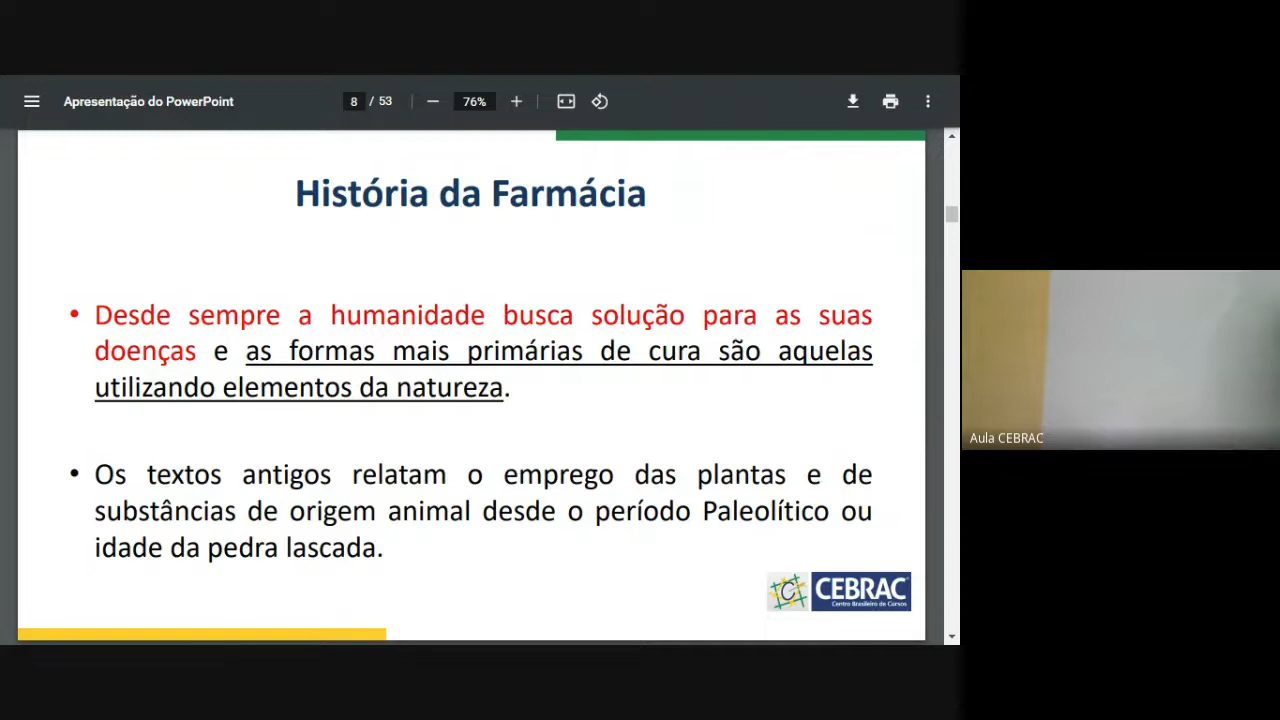 Apresentação do PowerPoint
8 / 53
76%
História da Farmácia
• Desde sempre a humanidade busca solução para as suas
doenças e as formas mais primárias de cura são aquelas
utilizando elementos da natureza.
• Os textos antigos relatam o emprego das plantas e de
substâncias de origem animal desde o período Paleolítico ou
idade da pedra lascada.
C CEBRAC
Centro Brasileiro de Cursos
Aula CEBRAC